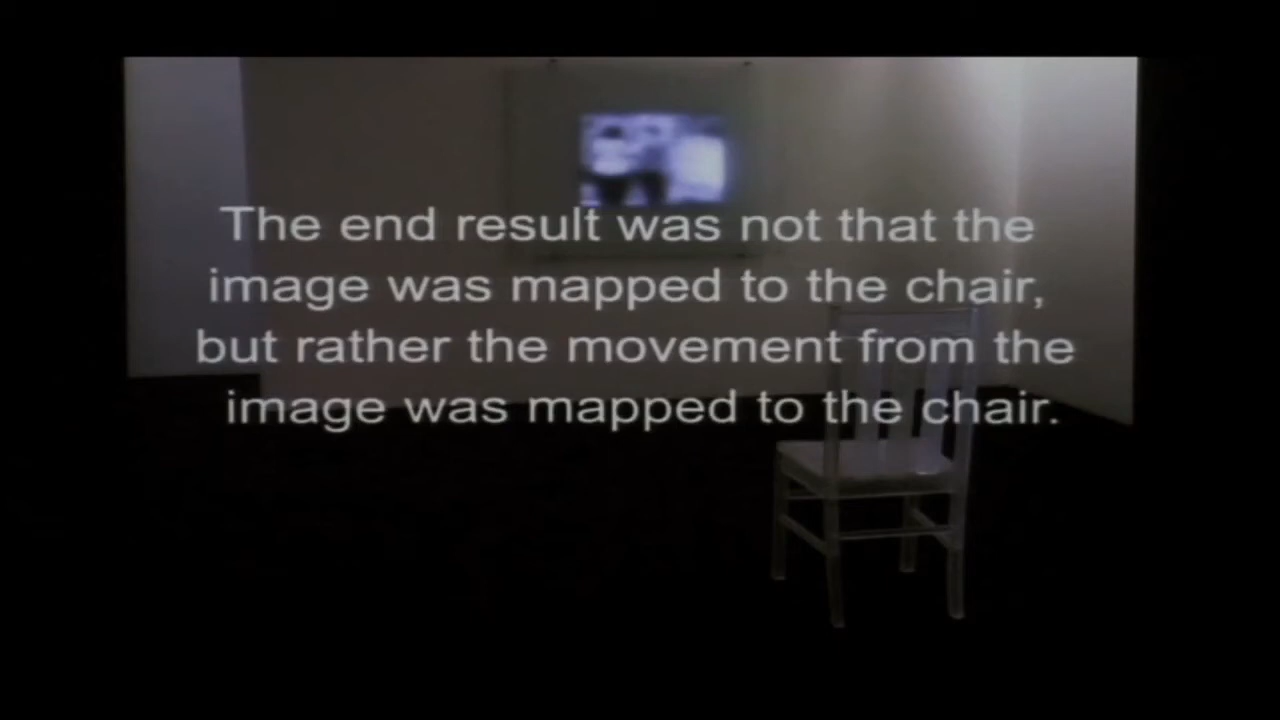 The end result was not that the
image was mapped to the chair,
but rather the movement from the
image was mapped to the chair.